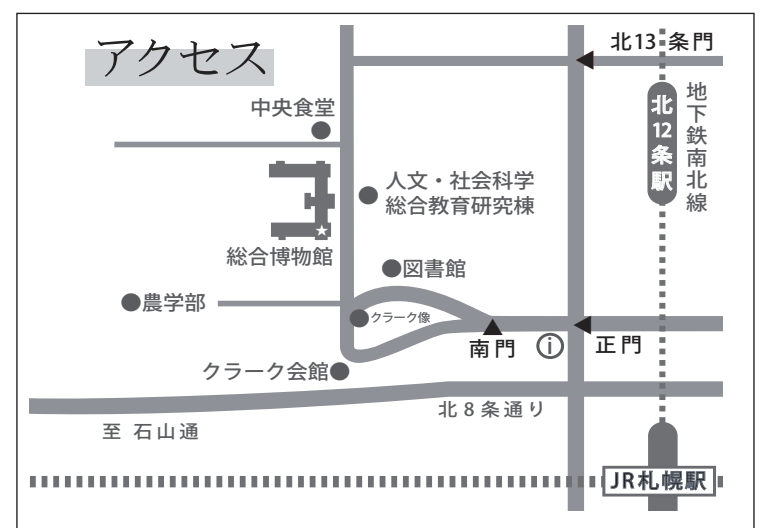 アクセス
北13条門
中央食堂
北12条駅
地下鉄南北線
人文・社会科学
総合教育研究棟
総合博物館
図書館
農学部
クラーク像
南門
i
正門
クラーク会館
北8条通り
至 石山通
JR札幌駅